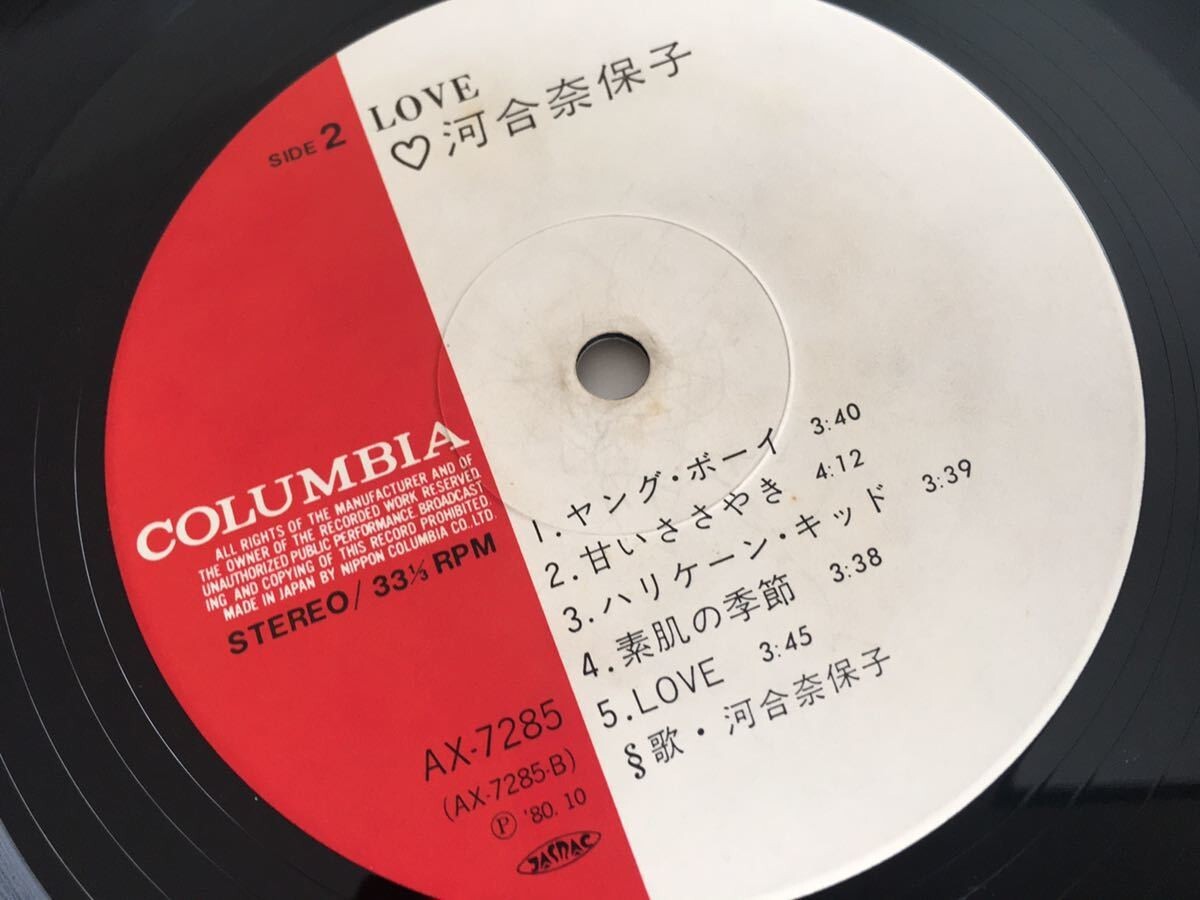 SIDE 2
LOVE
♡河合奈保子
COLUMBIA
ALL RIGHTS OF THE MANUFACTURER AND OF
THE OWNER OF THE RECORDED WORK RESERVED.
UNAUTHORIZED PUBLIC PERFORMANCE BROADCAST-
ING AND COPYING OF THIS RECORD PROHIBITED.
MADE IN JAPAN BY NIPPON COLUMBIA CO., LTD.
STEREO / 33⅓ RPM
AX-7285
(AX-7285-B)
Ⓟ '80. 10
JASRAC
1. ヤング・ボーイ 3:40
2. 甘いささやき 4:12
3. ハリケーン・キッド 3:39
4. 素肌の季節 3:38
5. LOVE 3:45
§歌・河合奈保子